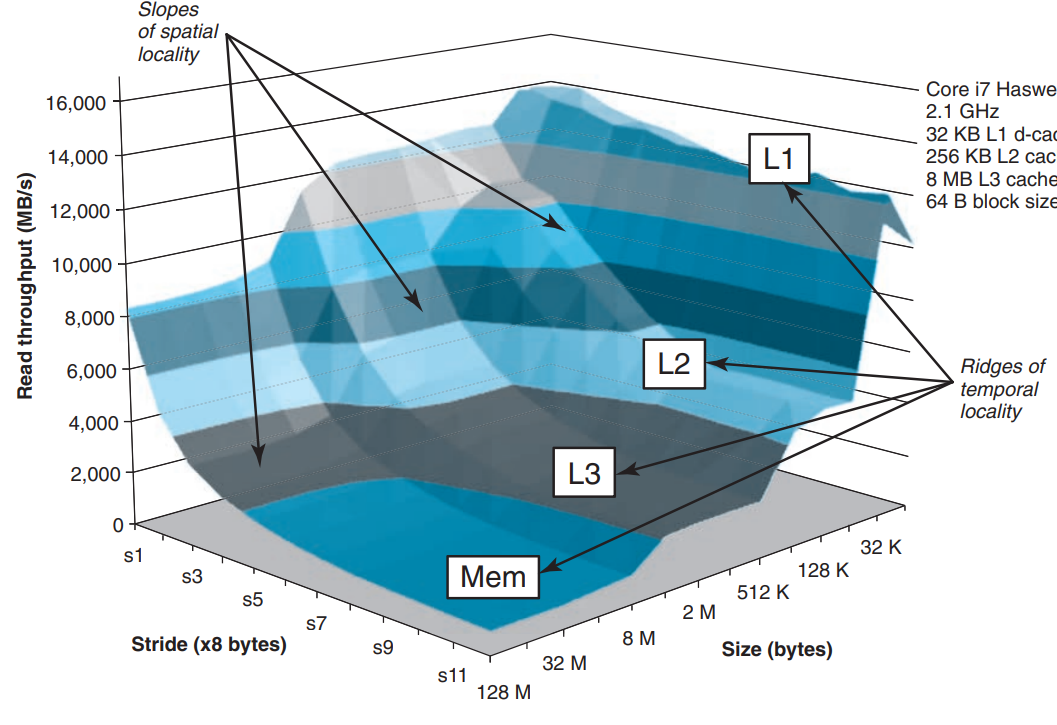 Slopes
of spatial
locality
16,000
14,000
12,000
10,000
8,000
6,000
4,000
2,000
0
Read throughput (MB/s)
Core i7 Haswe
2.1 GHz
32 KB L1 d-cac
256 KB L2 cac
8 MB L3 cache
64 B block size
L1
L2
L3
Mem
Ridges of
temporal
locality
s1
s3
s5
s7
s9
s11
Stride (x8 bytes)
128 M
32 M
8 M
2 M
512 K
128 K
32 K
Size (bytes)